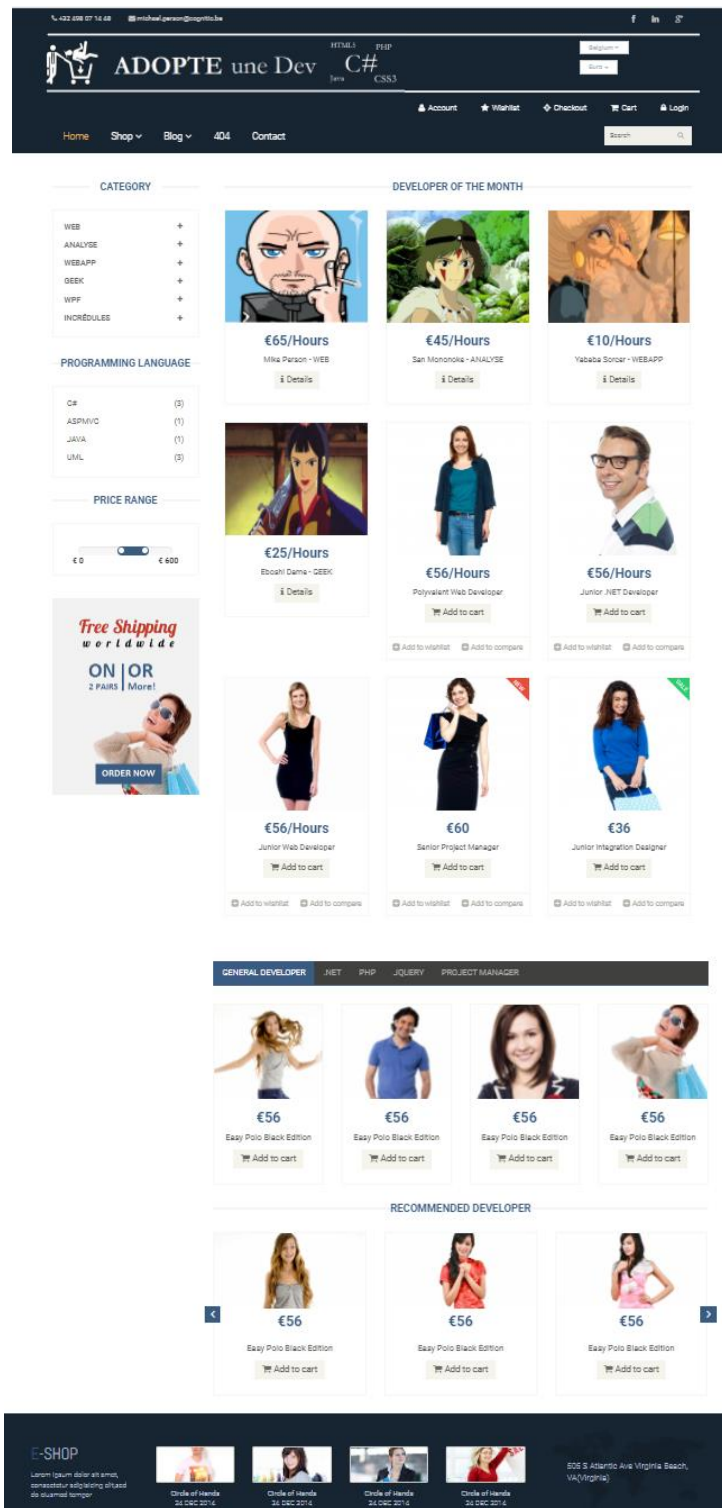 +32 498 07 14 48 michael.person@cognitic.be
ADOPTE une Dev
HTML5 PHP
C#
Java CSS3
Belgium
Euro
Account Wishlist Checkout Cart Login
Home Shop Blog 404 Contact
Search
CATEGORY
WEB +
ANALYSE +
WEBAPP +
GEEK +
WPF +
INCRÉDULES +
PROGRAMMING LANGUAGE
C# (3)
ASPMVC (1)
JAVA (1)
UML (3)
PRICE RANGE
€ 0 € 600
Free Shipping
worldwide
ON | OR
2 PAIRS | More!
ORDER NOW
DEVELOPER OF THE MONTH
€65/Hours
Mike Person - WEB
Details
€45/Hours
San Mononoke - ANALYSE
Details
€10/Hours
Yababa Sorcer - WEBAPP
Details
€25/Hours
Eboshi Dame - GEEK
Details
€56/Hours
Polyvalent Web Developer
Add to cart
Add to wishlist Add to compare
€56/Hours
Junior .NET Developer
Add to cart
Add to wishlist Add to compare
€56/Hours
Junior Web Developer
Add to cart
Add to wishlist Add to compare
NEW
€60
Senior Project Manager
Add to cart
Add to wishlist Add to compare
SALE
€36
Junior Integration Designer
Add to cart
Add to wishlist Add to compare
GENERAL DEVELOPER .NET PHP JQUERY PROJECT MANAGER
€56
Easy Polo Black Edition
Add to cart
€56
Easy Polo Black Edition
Add to cart
€56
Easy Polo Black Edition
Add to cart
€56
Easy Polo Black Edition
Add to cart
RECOMMENDED DEVELOPER
€56
Easy Polo Black Edition
Add to cart
€56
Easy Polo Black Edition
Add to cart
€56
Easy Polo Black Edition
Add to cart
E-SHOP
Lorem ipsum dolor sit amet,
consectetur adipisicing elit,sed
do eiusmod tempor
Circle of Hands
24 DEC 2014
Circle of Hands
24 DEC 2014
Circle of Hands
24 DEC 2014
Circle of Hands
24 DEC 2014
505 S Atlantic Ave Virginia Beach,
VA(Virginia)